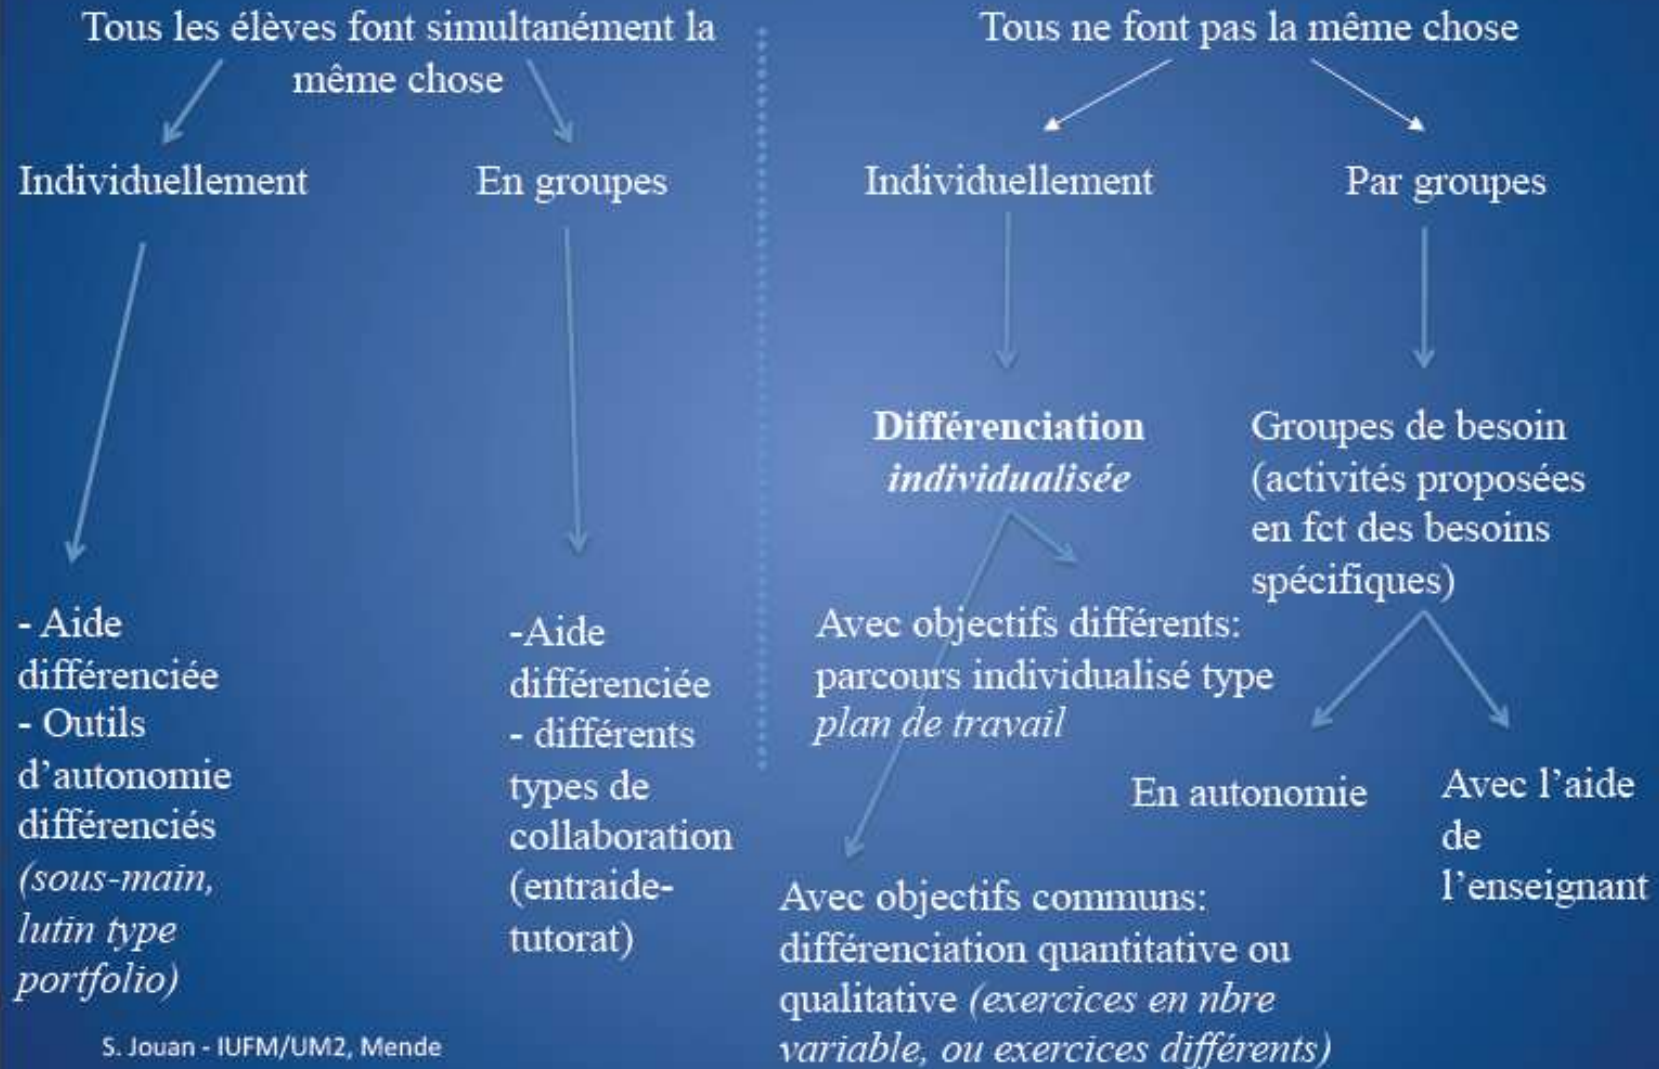 Tous les élèves font simultanément la
même chose
Individuellement
En groupes
- Aide
différenciée
- Outils
d’autonomie
différenciés
(sous-main,
lutin type
portfolio)
-Aide
différenciée
- différents
types de
collaboration
(entraide-
tutorat)
Tous ne font pas la même chose
Individuellement
Par groupes
Différenciation
individualisée
Avec objectifs différents:
parcours individualisé type
plan de travail
Avec objectifs communs:
différenciation quantitative ou
qualitative (exercices en nbre
variable, ou exercices différents)
Groupes de besoin
(activités proposées
en fct des besoins
spécifiques)
En autonomie
Avec l’aide
de
l’enseignant
S. Jouan - IUFM/UM2, Mende